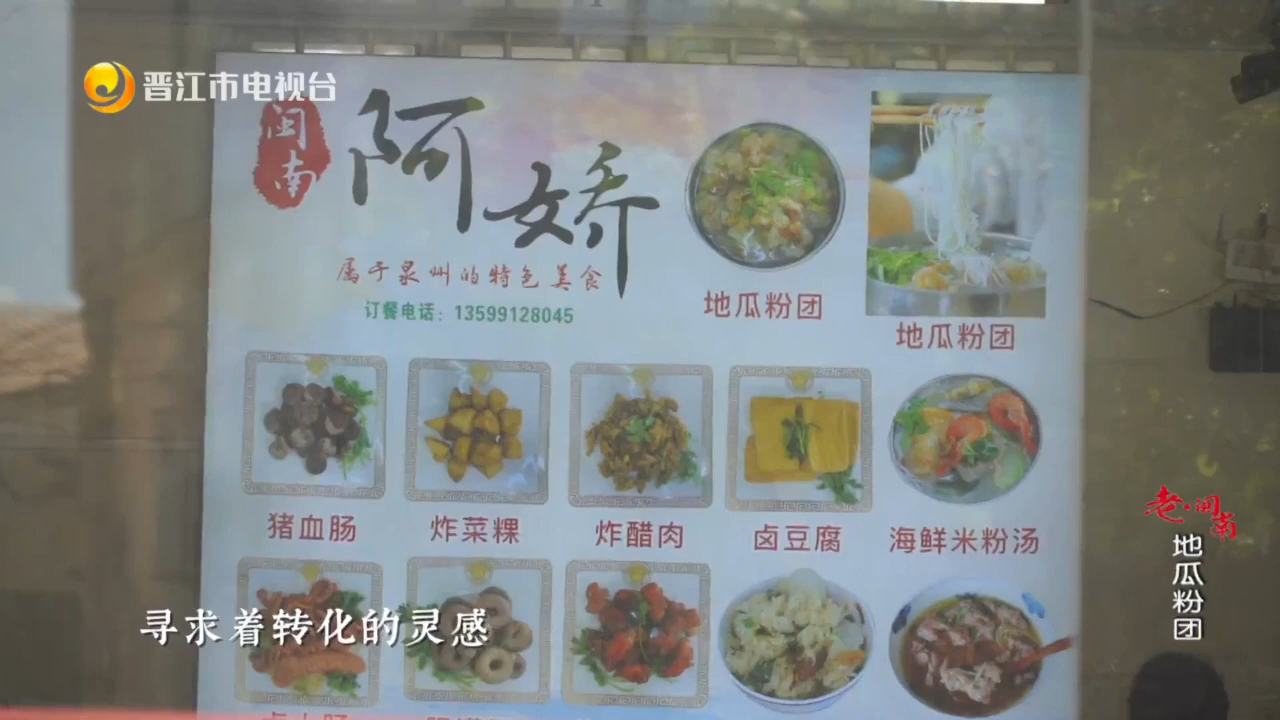 晋江市电视台
闽南
阿娇
属于泉州的特色美食
订餐电话：13599128045
地瓜粉团
地瓜粉团
猪血肠
炸菜粿
炸醋肉
卤豆腐
海鲜米粉汤
老·闽南
地瓜粉团
寻求着转化的灵感